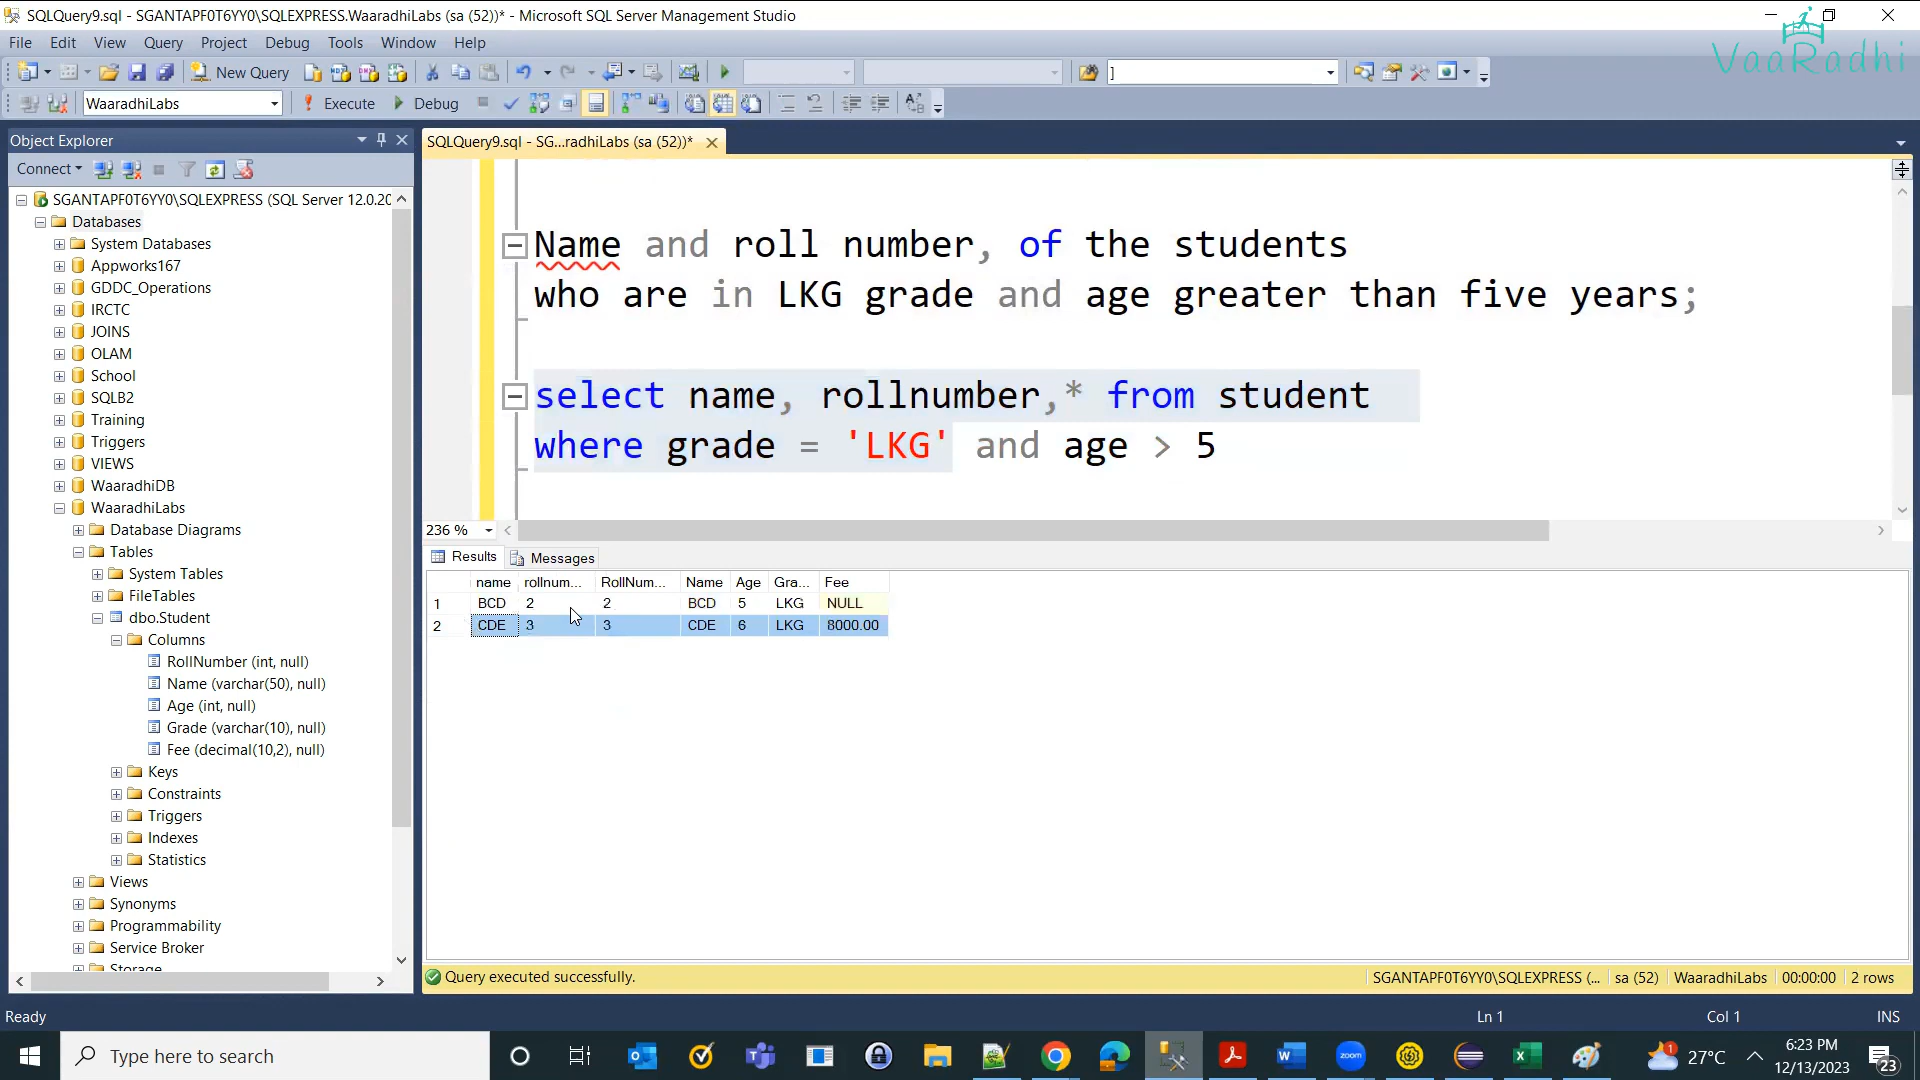 SQLQuery9.sql - SGANTAPF0T6YY0\SQLEXPRESS.WaaradhiLabs (sa (52))* - Microsoft SQL Server Management Studio
VaaRadhi
File Edit View Query Project Debug Tools Window Help
New Query ]
WaaradhiLabs Execute Debug
Object Explorer
SQLQuery9.sql - SG...radhiLabs (sa (52))*
Connect
SGANTAPF0T6YY0\SQLEXPRESS (SQL Server 12.0.20
Databases
System Databases
Appworks167
GDDC_Operations
IRCTC
JOINS
OLAM
School
SQLB2
Training
Triggers
VIEWS
WaaradhiDB
WaaradhiLabs
Database Diagrams
Tables
System Tables
FileTables
dbo.Student
Columns
RollNumber (int, null)
Name (varchar(50), null)
Age (int, null)
Grade (varchar(10), null)
Fee (decimal(10,2), null)
Keys
Constraints
Triggers
Indexes
Statistics
Views
Synonyms
Programmability
Service Broker
Storage
Name and roll number, of the students
who are in LKG grade and age greater than five years;
select name, rollnumber,* from student
where grade = 'LKG' and age > 5
236 %
Results Messages
name rollnum... RollNum... Name Age Gra... Fee
1 BCD 2 2 BCD 5 LKG NULL
2 CDE 3 3 CDE 6 LKG 8000.00
Query executed successfully. SGANTAPF0T6YY0\SQLEXPRESS (... sa (52) WaaradhiLabs 00:00:00 2 rows
Ready Ln 1 Col 1 INS
Type here to search
zoom
27°C
6:23 PM
12/13/2023
23